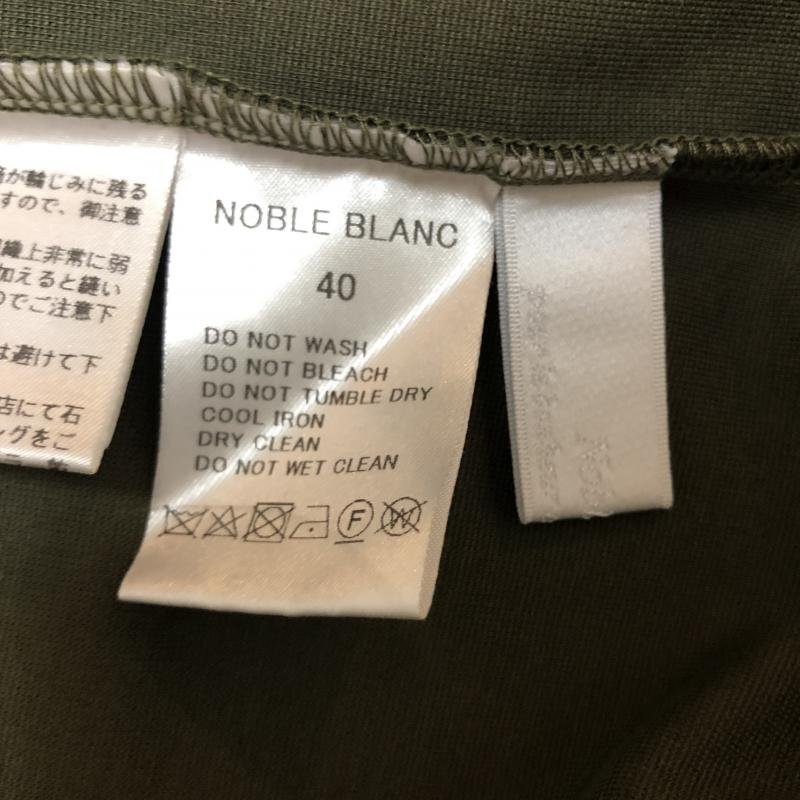 が輪じみに残る
すので、御注意
織上非常に弱
加えると縫い
のでご注意下
は避けて下
店にて石
ングをご
NOBLE BLANC
40
DO NOT WASH
DO NOT BLEACH
DO NOT TUMBLE DRY
COOL IRON
DRY CLEAN
DO NOT WET CLEAN
F
W